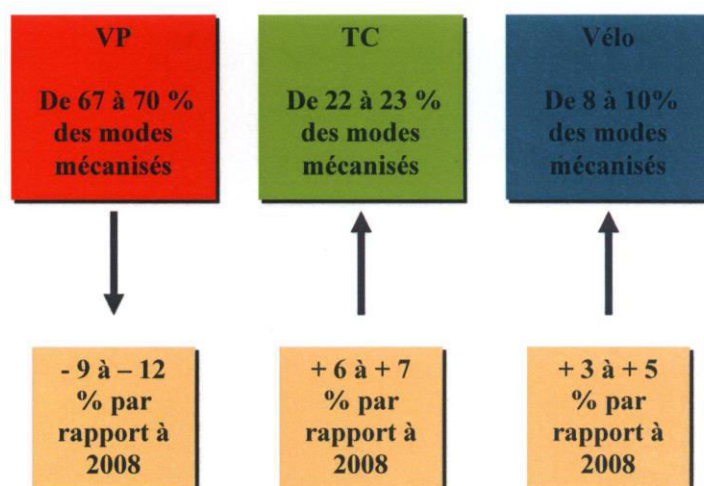 VP
De 67 à 70 %
des modes
mécanisés
TC
De 22 à 23 %
des modes
mécanisés
Vélo
De 8 à 10%
des modes
mécanisés
- 9 à – 12
% par
rapport à
2008
+ 6 à + 7
% par
rapport à
2008
+ 3 à + 5
% par
rapport à
2008